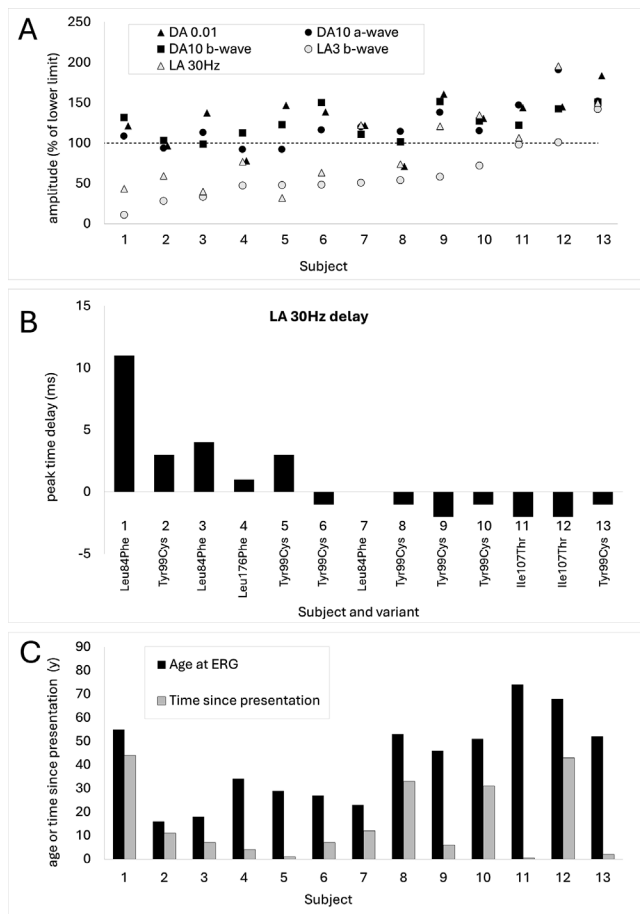 A
250
200
150
100
50
0
amplitude (% of lower limit)
DA 0.01
DA10 a-wave
DA10 b-wave
LA3 b-wave
LA 30Hz
1 2 3 4 5 6 7 8 9 10 11 12 13
Subject
B
LA 30Hz delay
15
10
5
0
-5
peak time delay (ms)
1 2 3 4 5 6 7 8 9 10 11 12 13
Leu84Phe
Tyr99Cys
Leu84Phe
Leu176Phe
Tyr99Cys
Tyr99Cys
Leu84Phe
Tyr99Cys
Tyr99Cys
Tyr99Cys
Ile107Thr
Ile107Thr
Tyr99Cys
Subject and variant
C
90
80
70
60
50
40
30
20
10
0
age or time since presentation (y)
Age at ERG
Time since presentation
1 2 3 4 5 6 7 8 9 10 11 12 13
Subject